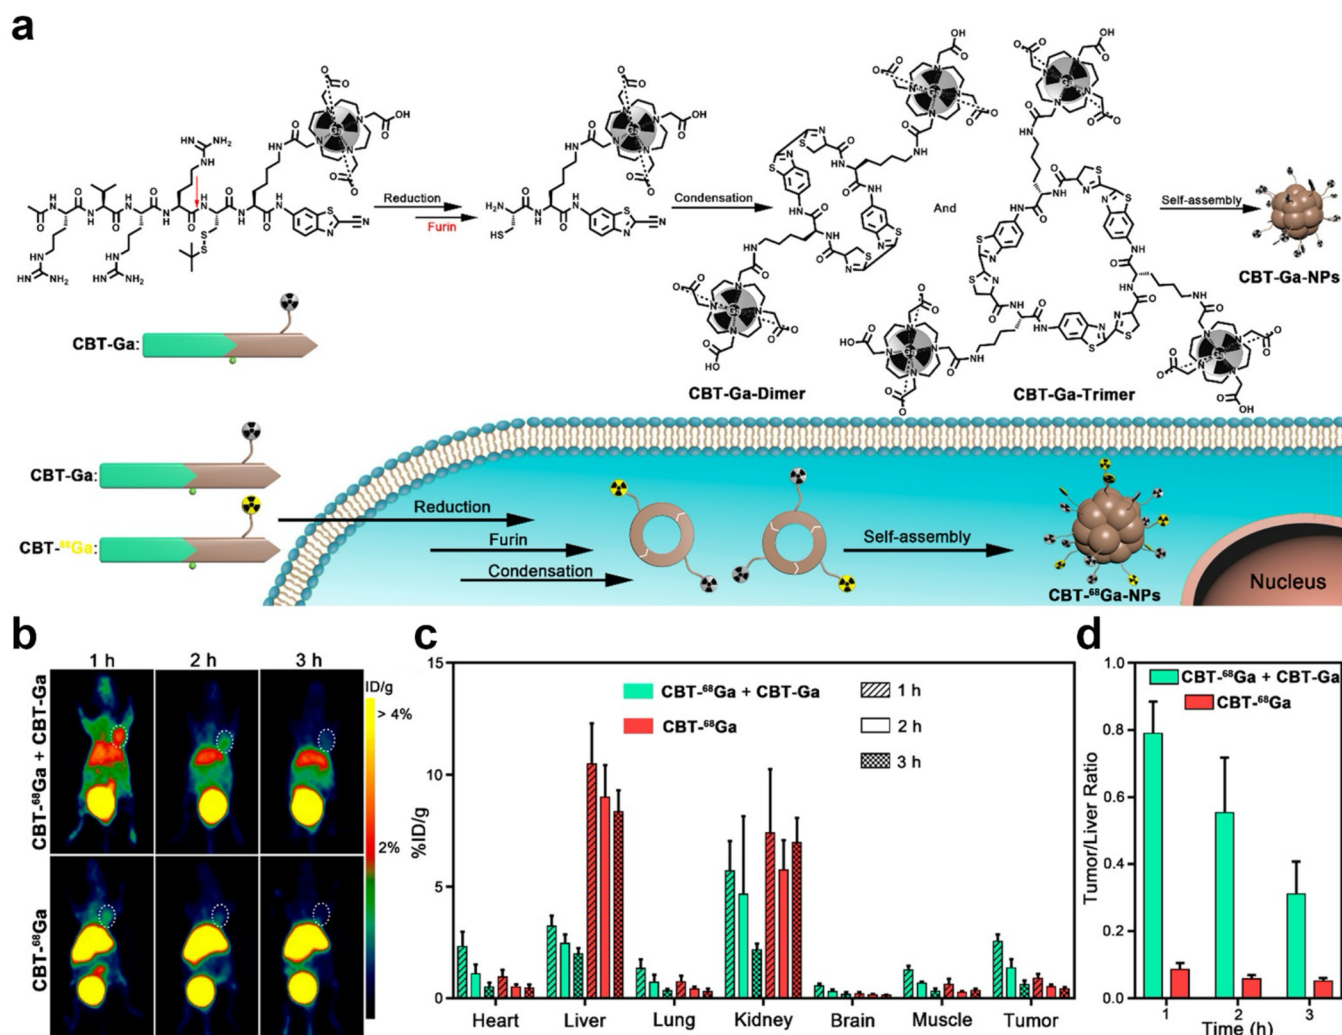 a
Reduction
Furin
Condensation
And
Self-assembly
CBT-Ga-NPs
CBT-Ga:
CBT-Ga-Dimer
CBT-Ga-Trimer
CBT-Ga:
CBT-⁶⁸Ga:
Reduction
Furin
Condensation
Self-assembly
CBT-⁶⁸Ga-NPs
Nucleus
b
1 h 2 h 3 h
ID/g
> 4%
2%
0
CBT-⁶⁸Ga + CBT-Ga
CBT-⁶⁸Ga
c
%ID/g
15
10
5
0
CBT-⁶⁸Ga + CBT-Ga
CBT-⁶⁸Ga
1 h
2 h
3 h
Heart Liver Lung Kidney Brain Muscle Tumor
d
Tumor/Liver Ratio
1.0
0.8
0.6
0.4
0.2
0.0
CBT-⁶⁸Ga + CBT-Ga
CBT-⁶⁸Ga
1 2 3
Time (h)